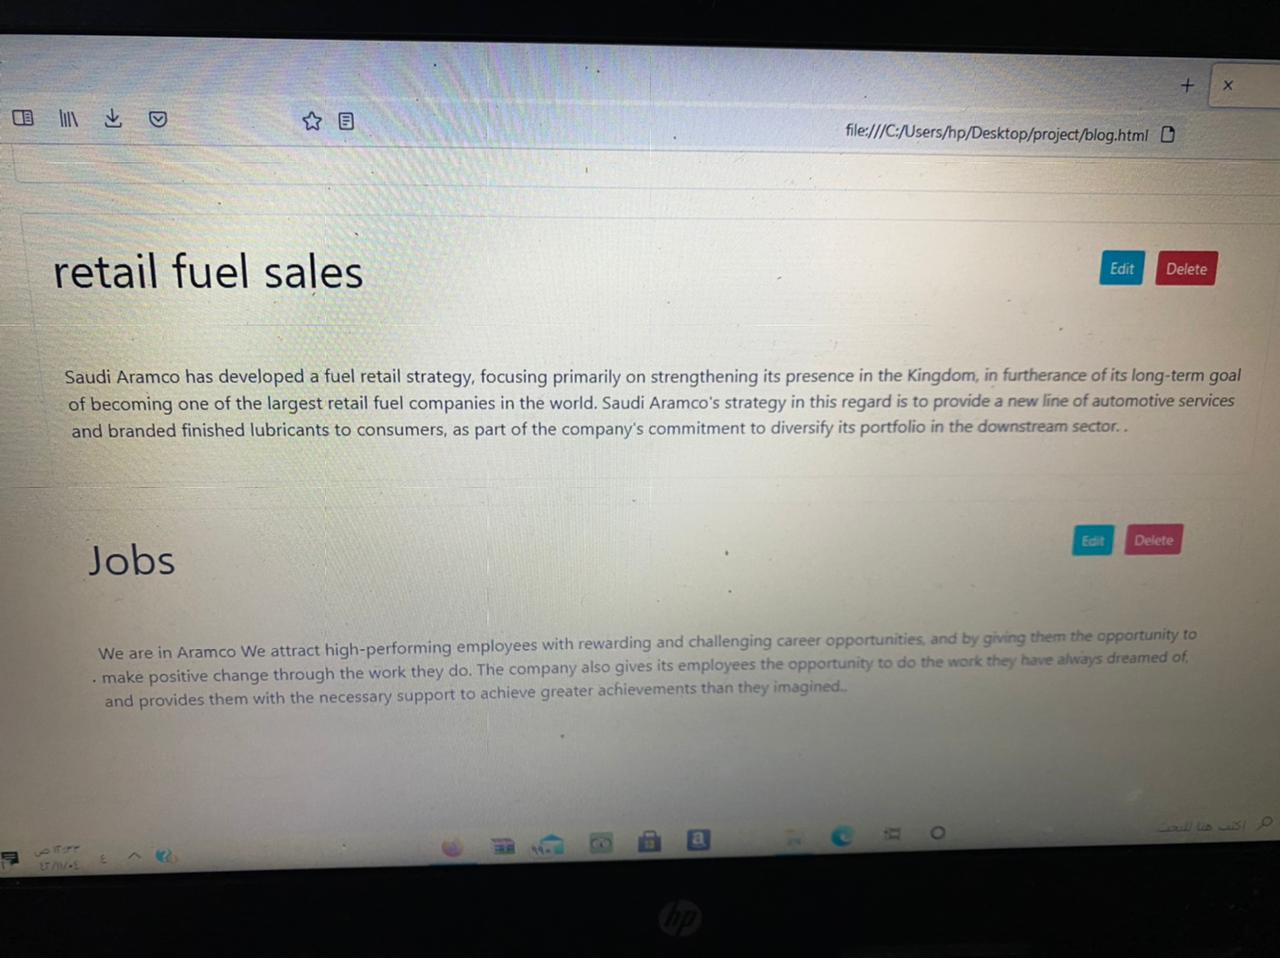 file:///C:/Users/hp/Desktop/project/blog.html
retail fuel sales
Edit Delete
Saudi Aramco has developed a fuel retail strategy, focusing primarily on strengthening its presence in the Kingdom, in furtherance of its long-term goal
of becoming one of the largest retail fuel companies in the world. Saudi Aramco's strategy in this regard is to provide a new line of automotive services
and branded finished lubricants to consumers, as part of the company's commitment to diversify its portfolio in the downstream sector. .
Jobs
Edit Delete
We are in Aramco We attract high-performing employees with rewarding and challenging career opportunities, and by giving them the opportunity to
. make positive change through the work they do. The company also gives its employees the opportunity to do the work they have always dreamed of,
and provides them with the necessary support to achieve greater achievements than they imagined..
اكتب هنا للبحث
a
ع
hp